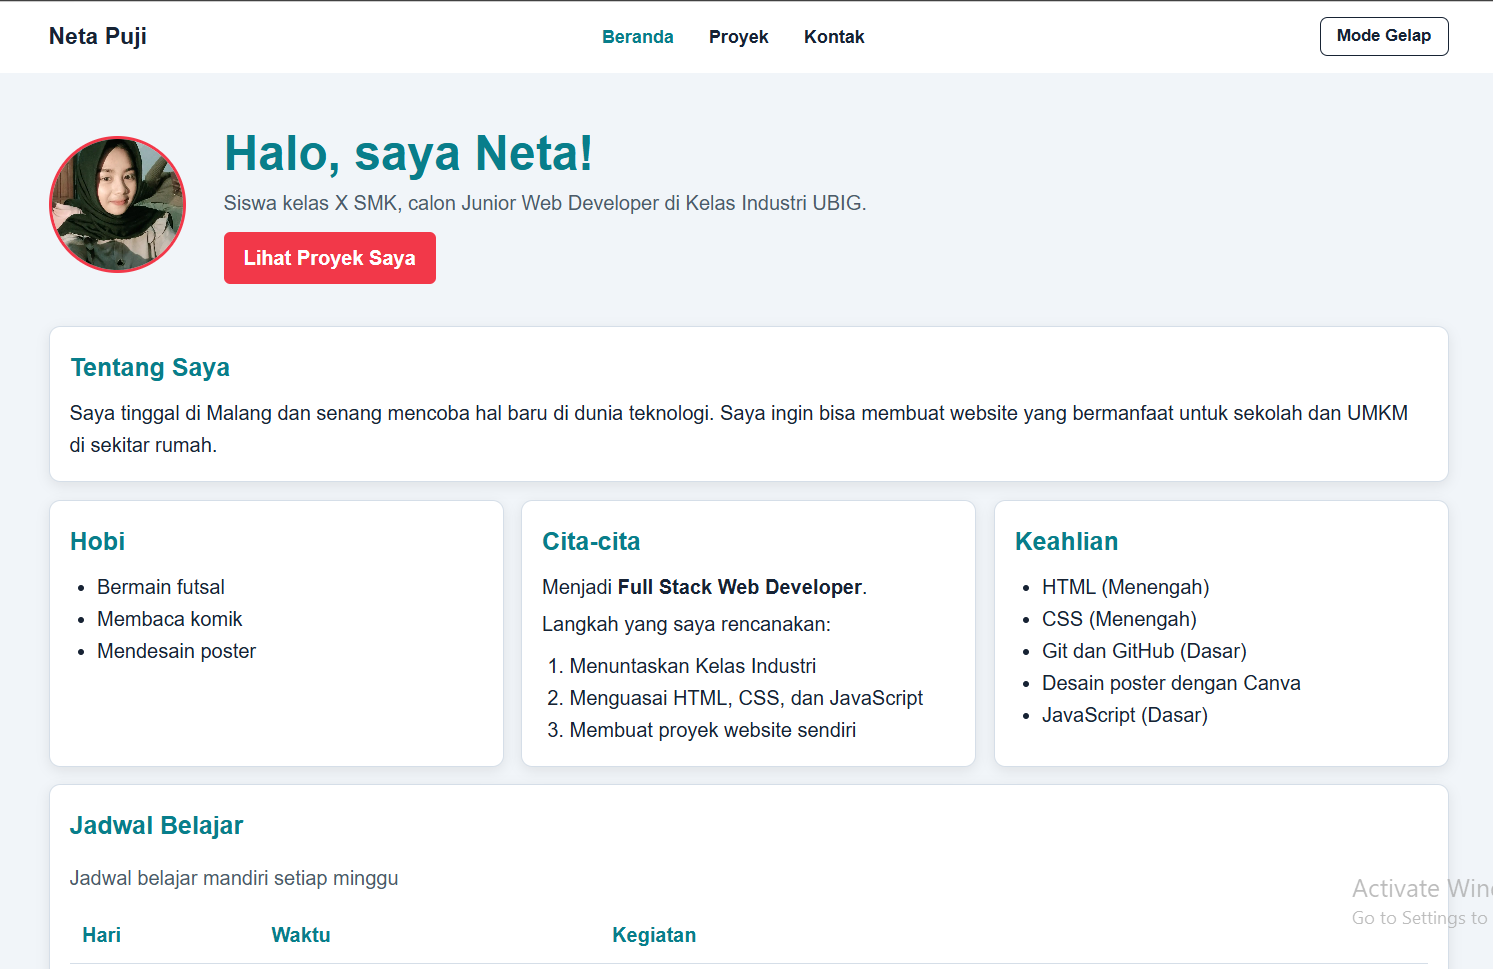 Neta Puji
Beranda
Proyek
Kontak
Mode Gelap
Halo, saya Neta!
Siswa kelas X SMK, calon Junior Web Developer di Kelas Industri UBIG.
Lihat Proyek Saya
Tentang Saya
Saya tinggal di Malang dan senang mencoba hal baru di dunia teknologi. Saya ingin bisa membuat website yang bermanfaat untuk sekolah dan UMKM
di sekitar rumah.
Hobi
• Bermain futsal
• Membaca komik
• Mendesain poster
Cita-cita
Menjadi Full Stack Web Developer.
Langkah yang saya rencanakan:
1. Menuntaskan Kelas Industri
2. Menguasai HTML, CSS, dan JavaScript
3. Membuat proyek website sendiri
Keahlian
• HTML (Menengah)
• CSS (Menengah)
• Git dan GitHub (Dasar)
• Desain poster dengan Canva
• JavaScript (Dasar)
Jadwal Belajar
Jadwal belajar mandiri setiap minggu
Hari
Waktu
Kegiatan
Activate Win
Go to Settings to